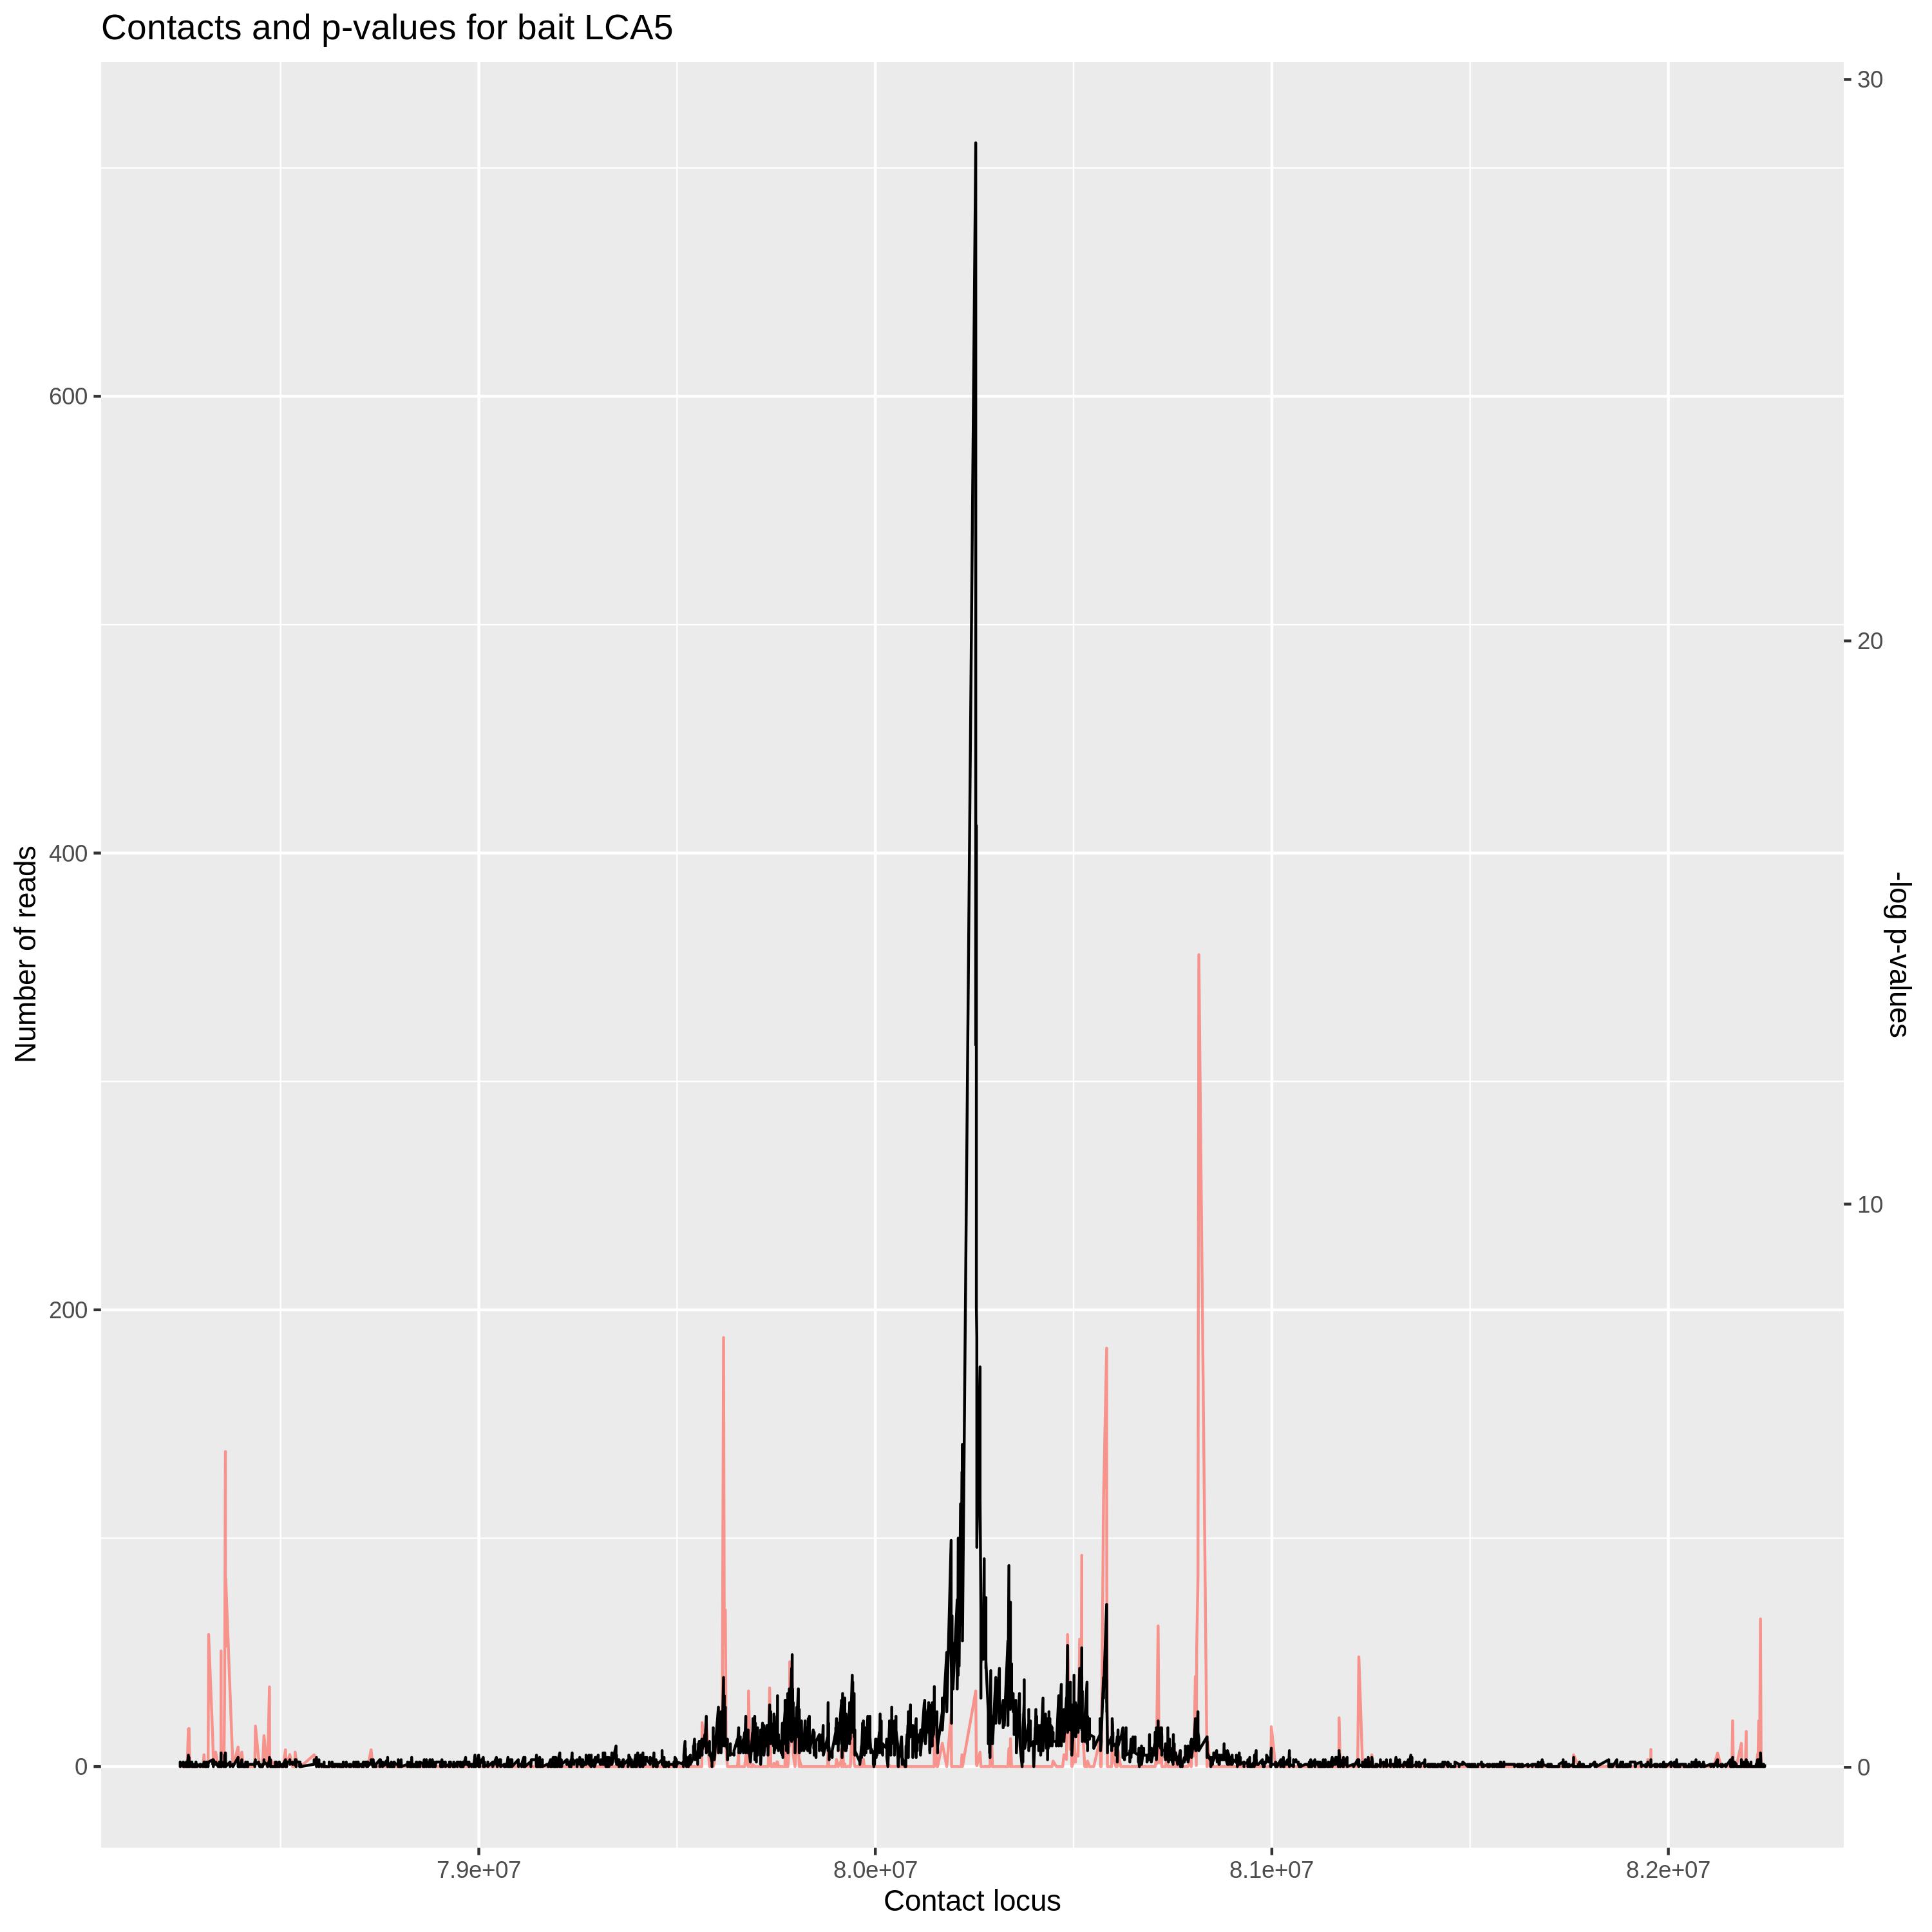 Contacts and p-values for bait LCA5
Number of reads
600
400
200
0
30
20
10
0
-log p-values
7.9e+07
8.0e+07
8.1e+07
8.2e+07
Contact locus